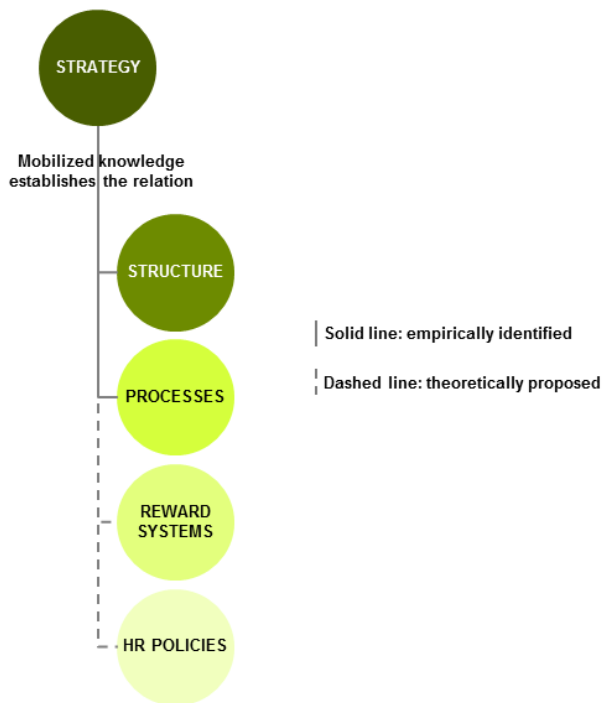 STRATEGY
Mobilized knowledge
establishes the relation
STRUCTURE
Solid line: empirically identified
Dashed line: theoretically proposed
PROCESSES
REWARD
SYSTEMS
HR POLICIES